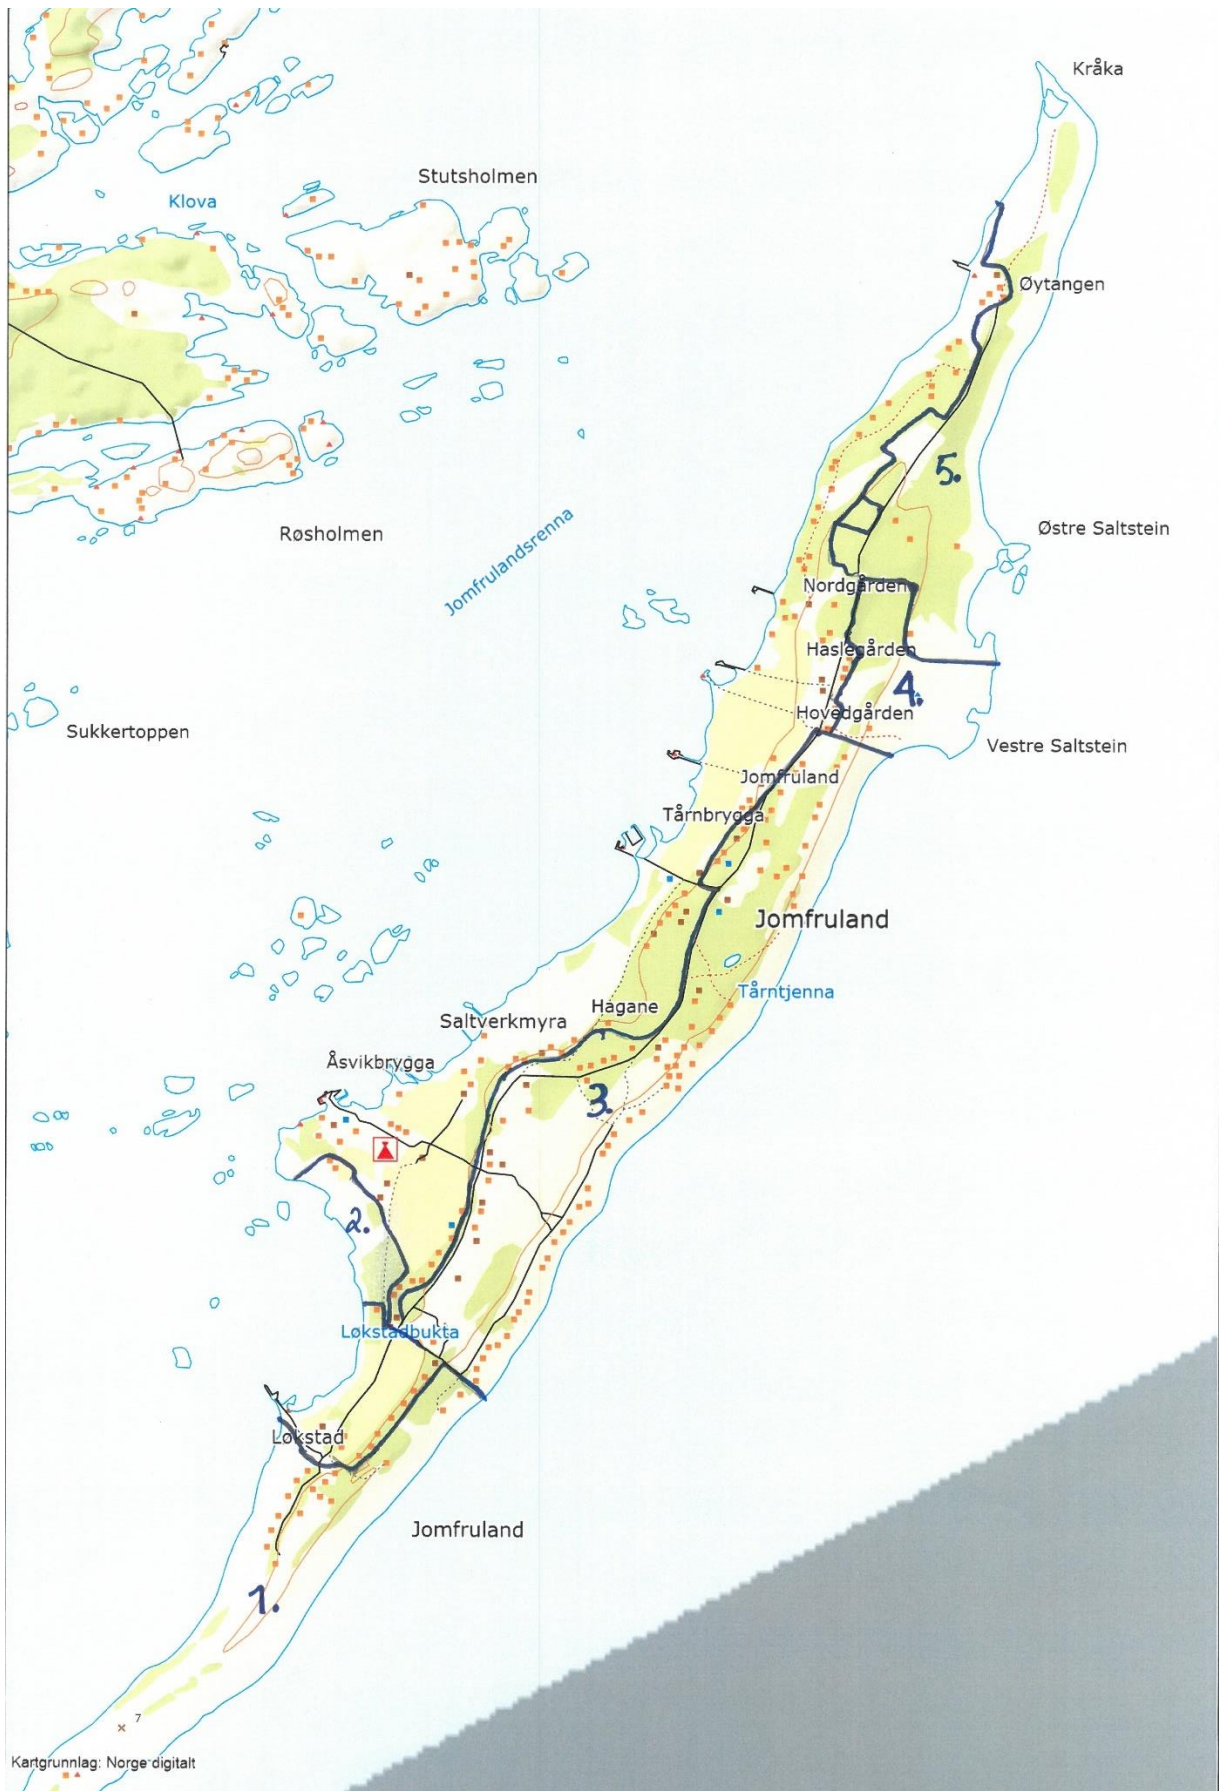 Kråka
Stutsholmen
Klova
Øytangen
5.
Østre Saltstein
Røsholmen
Jomfrulandsrenna
Nordgården
Haslegården
4.
Hovedgården
Sukkertoppen
Vestre Saltstein
Jomfruland
Tårnbrygga
Jomfruland
Tårntjenna
Hagane
Saltverkmyra
Åsvikbrygga
3.
2.
Løkstadbukta
Løkstad
Jomfruland
1.
7
Kartgrunnlag: Norge digitalt